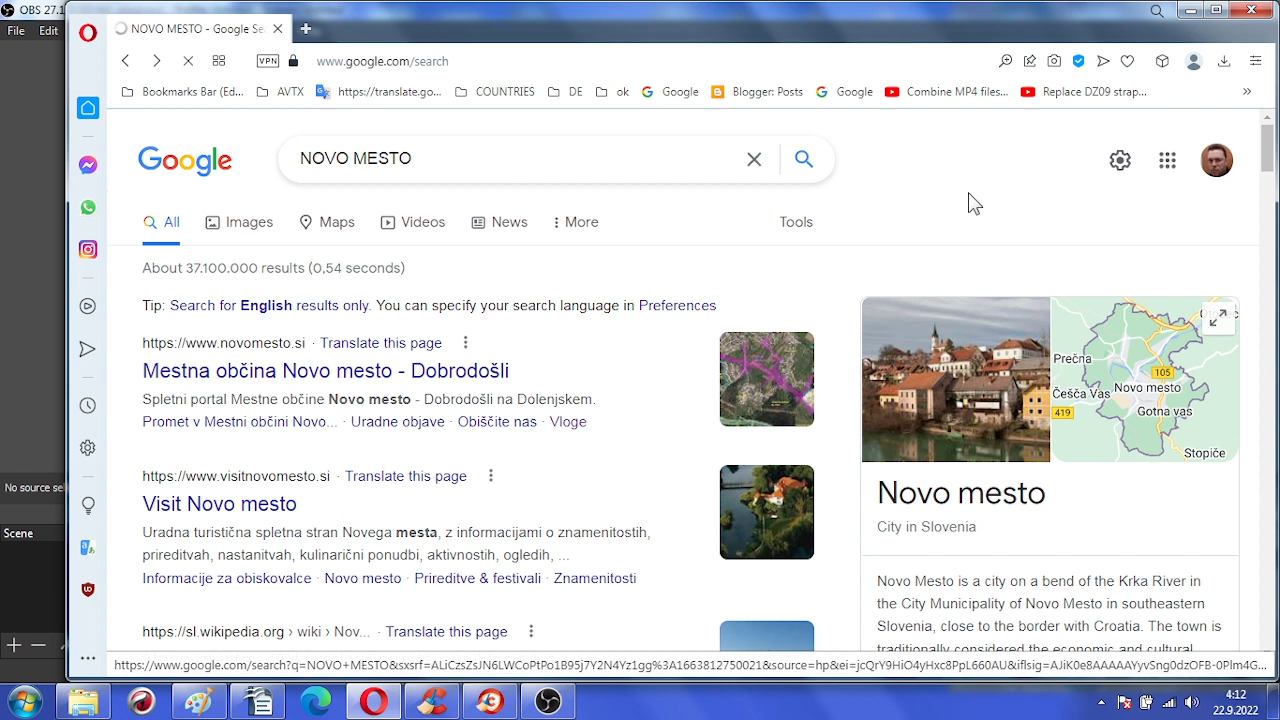 OBS 27.1
File Edit
NOVO MESTO - Google Se
VPN www.google.com/search
Bookmarks Bar (Ed... AVTX https://translate.go... COUNTRIES DE ok Google Blogger: Posts Google Combine MP4 files... Replace DZ09 strap... »
Google NOVO MESTO
All Images Maps Videos News More Tools
About 37.100.000 results (0,54 seconds)
Tip: Search for English results only. You can specify your search language in Preferences
https://www.novomesto.si · Translate this page
Mestna občina Novo mesto - Dobrodošli
Spletni portal Mestne občine Novo mesto - Dobrodošli na Dolenjskem.
Promet v Mestni občini Novo... · Uradne objave · Obiščite nas · Vloge
https://www.visitnovomesto.si · Translate this page
Visit Novo mesto
Uradna turistična spletna stran Novega mesta, z informacijami o znamenitostih,
prireditvah, nastanitvah, kulinarični ponudbi, aktivnostih, ogledih, ...
Informacije za obiskovalce · Novo mesto · Prireditve & festivali · Znamenitosti
https://sl.wikipedia.org › wiki › Nov... · Translate this page
Prečna
105
Češča Vas
Novo mesto
419
Gotna vas
Stopiče
Novo mesto
City in Slovenia
Novo Mesto is a city on a bend of the Krka River in
the City Municipality of Novo Mesto in southeastern
Slovenia, close to the border with Croatia. The town is
traditionally considered the economic and cultural
No source se
Scene
4:12
22.9.2022